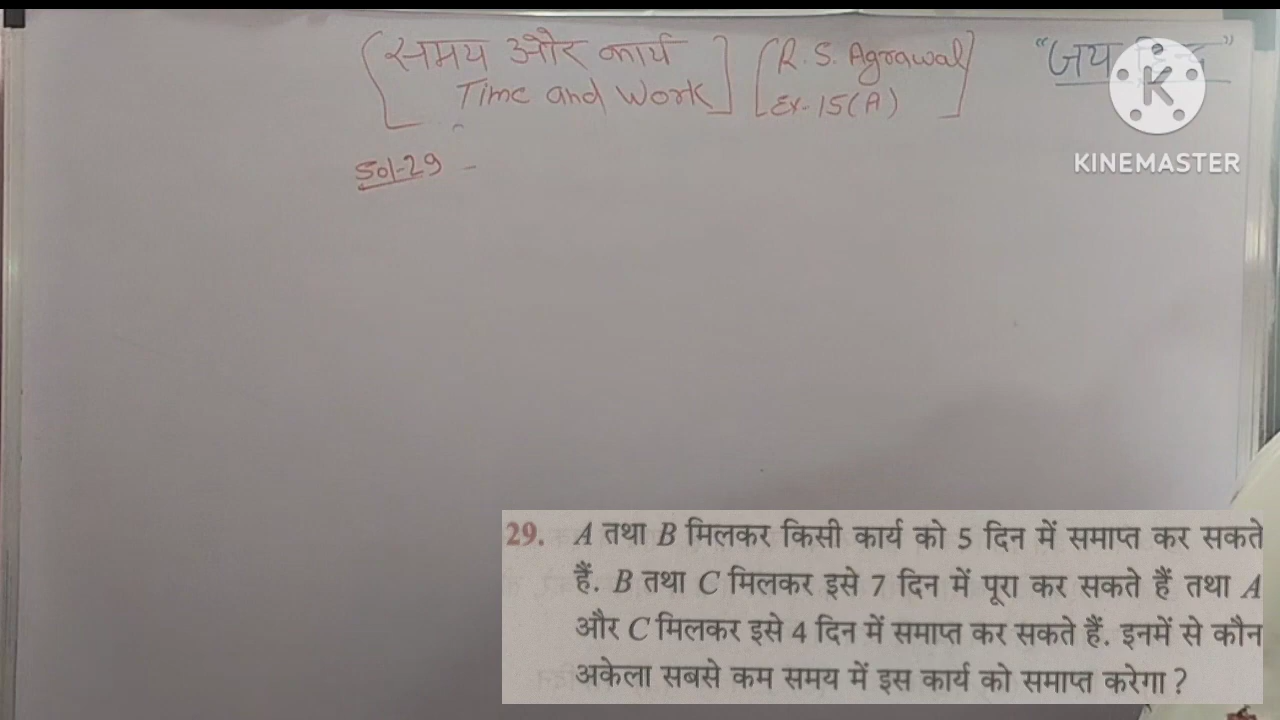 [समय और कार्य
Time and Work]
[R. S. Agrawal
Ex-15(A)]
"जय
K
KINEMASTER
Sol-29 -
29. A तथा B मिलकर किसी कार्य को 5 दिन में समाप्त कर सकते
हैं. B तथा C मिलकर इसे 7 दिन में पूरा कर सकते हैं तथा A
और C मिलकर इसे 4 दिन में समाप्त कर सकते हैं. इनमें से कौन
अकेला सबसे कम समय में इस कार्य को समाप्त करेगा ?